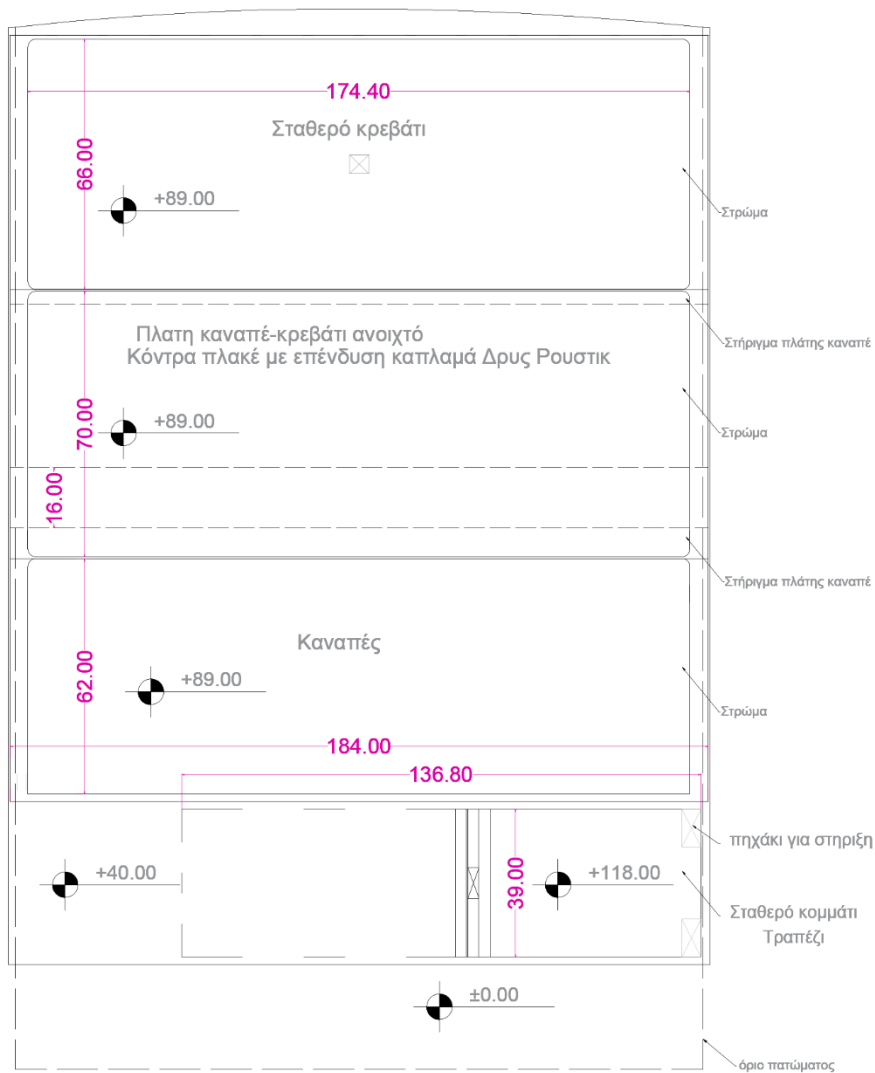 174.40
Σταθερό κρεβάτι
66.00
+89.00
Στρώμα
Πλατη καναπέ-κρεβάτι ανοιχτό
Κόντρα πλακέ με επένδυση καπλαμά Δρυς Ρουστικ
Στήριγμα πλάτης καναπέ
70.00
+89.00
Στρώμα
16.00
Στήριγμα πλάτης καναπέ
Καναπές
62.00
+89.00
Στρώμα
184.00
136.80
πηχάκι για στηριξη
+40.00
39.00
+118.00
Σταθερό κομμάτι
Τραπέζι
±0.00
όριο πατώματος